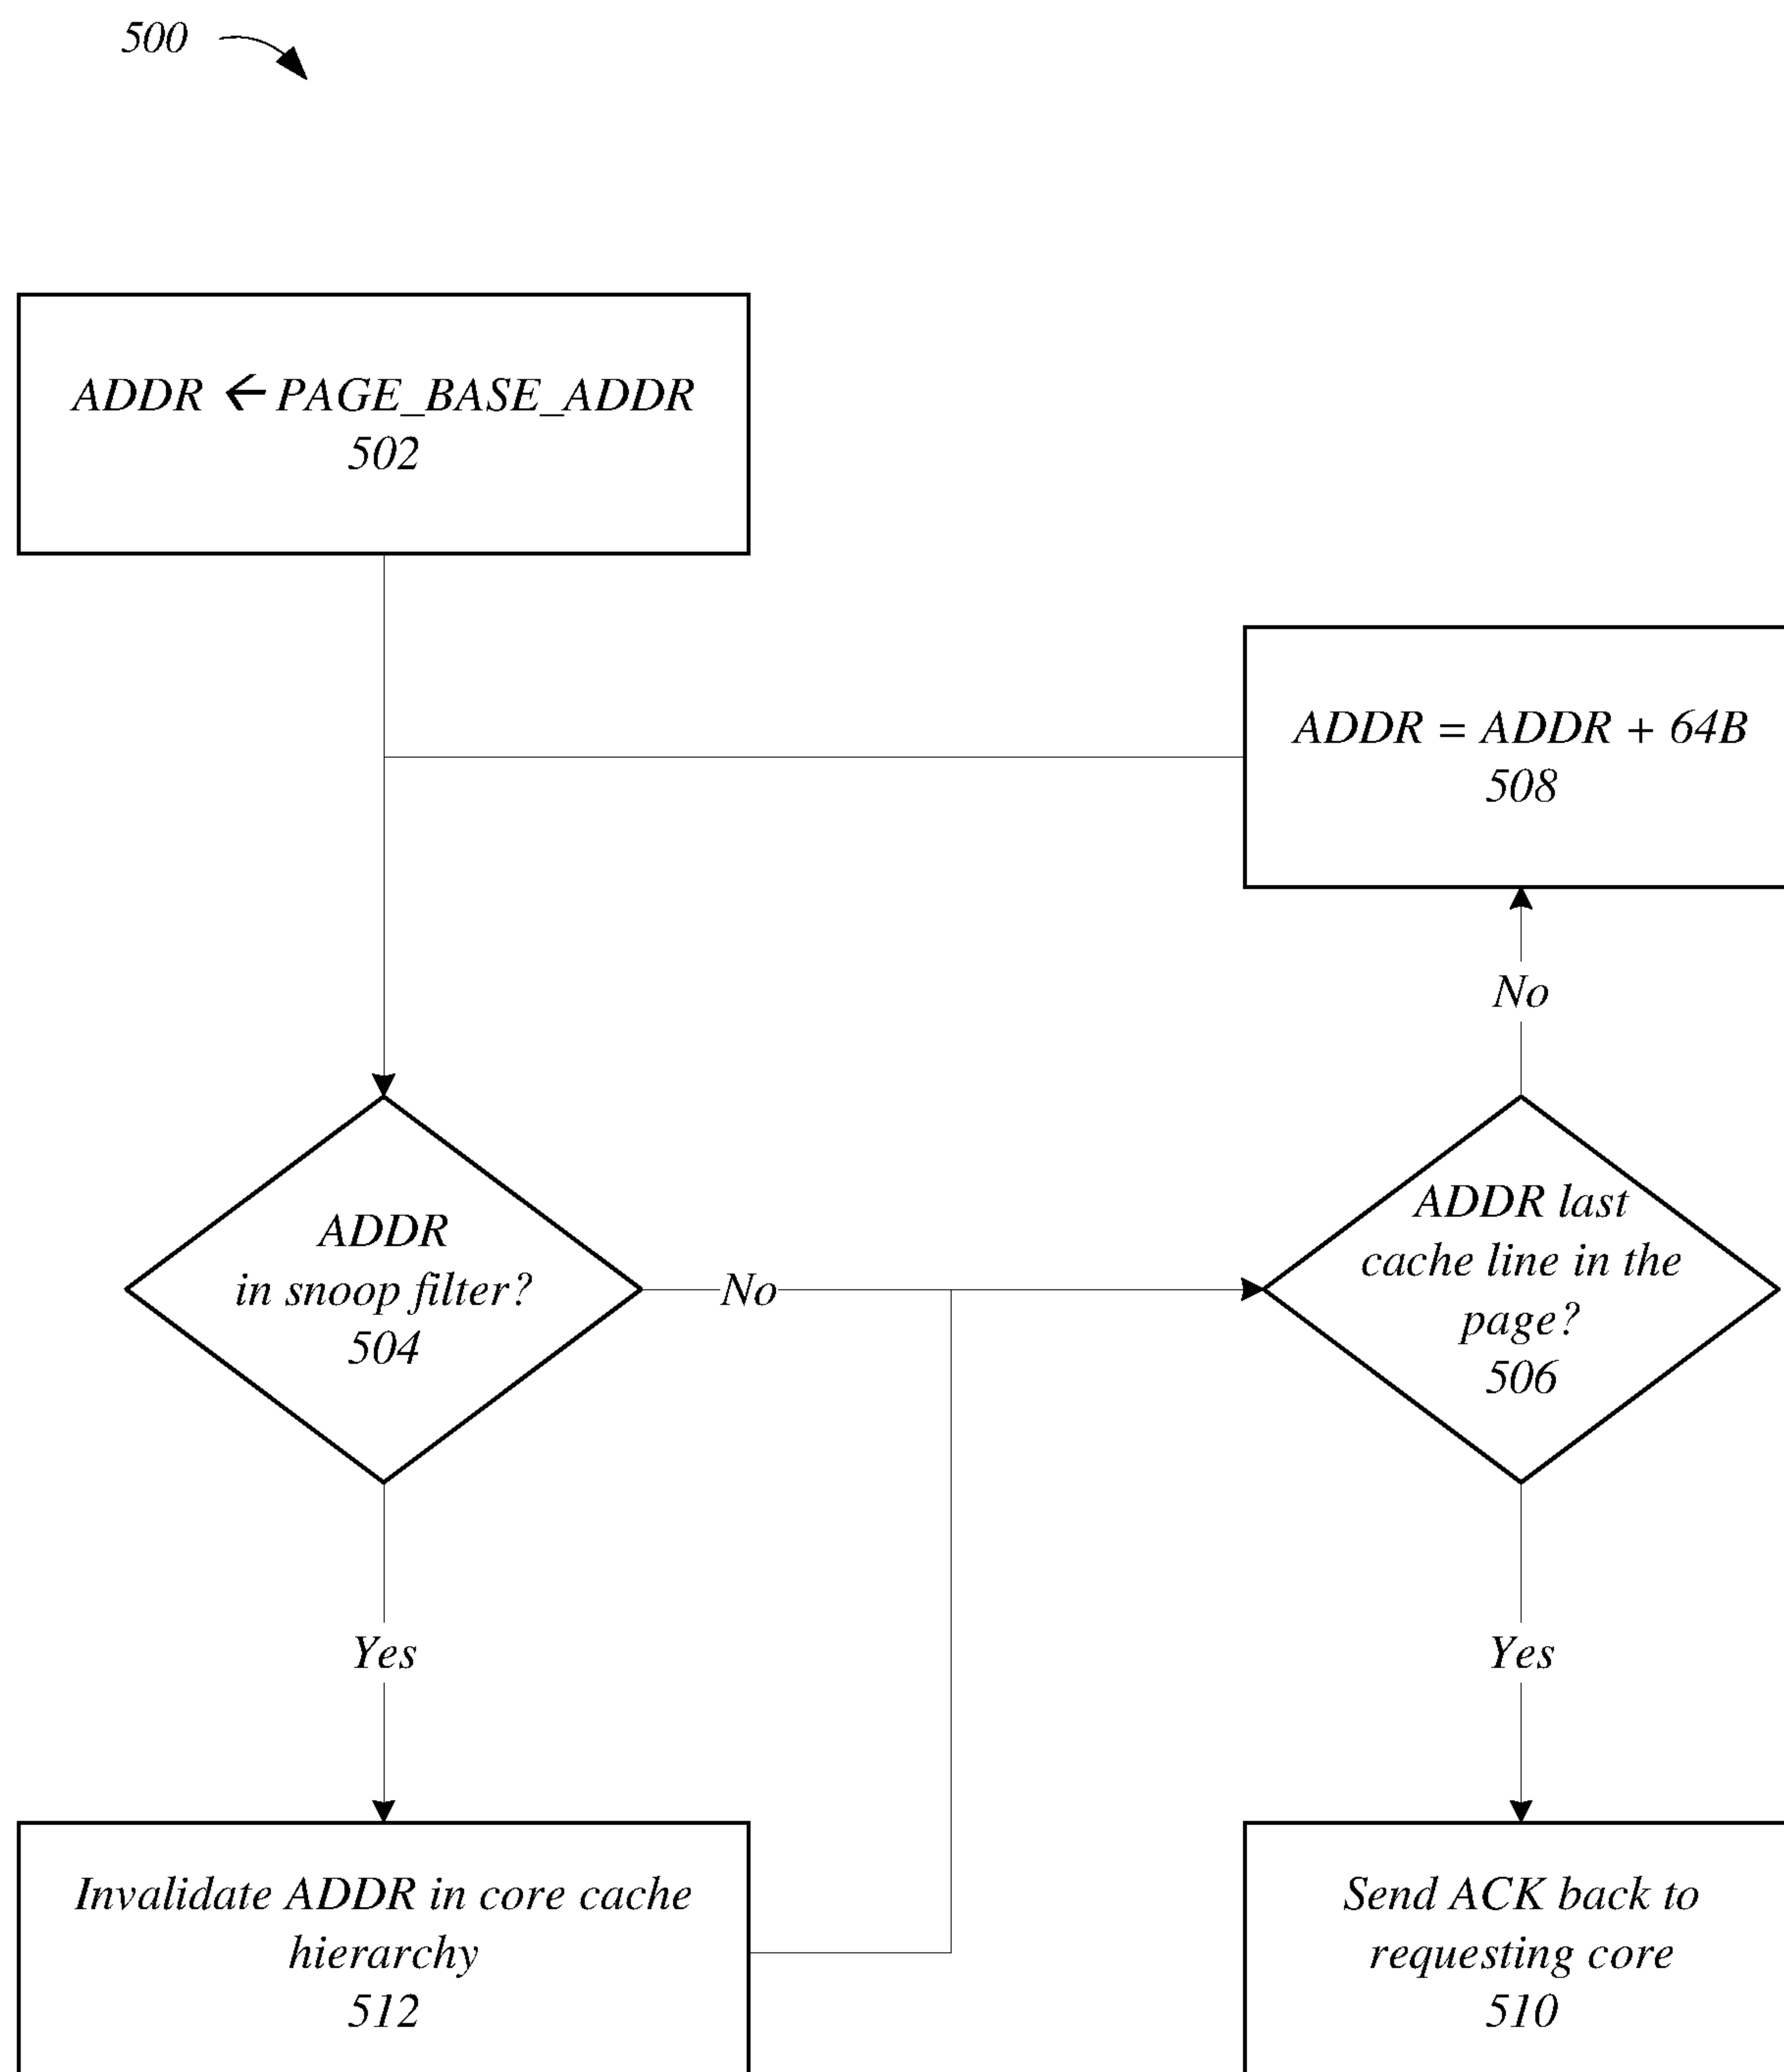 500
ADDR ← PAGE_BASE_ADDR
502
ADDR = ADDR + 64B
508
No
ADDR
in snoop filter?
504
No
ADDR last
cache line in the
page?
506
Yes
Yes
Invalidate ADDR in core cache
hierarchy
512
Send ACK back to
requesting core
510